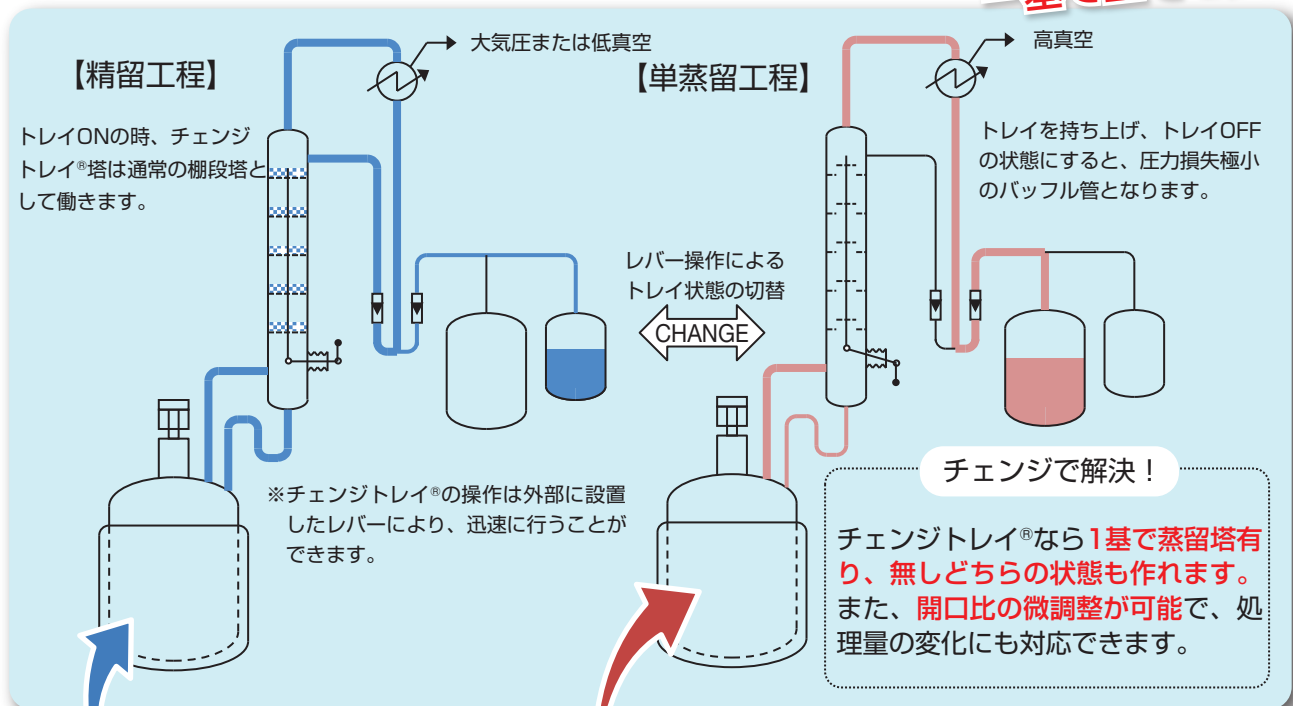 【精留工程】
大気圧または低真空
トレイONの時、チェンジ
トレイ®塔は通常の棚段塔と
して働きます。
※チェンジトレイ®の操作は外部に設置
したレバーにより、迅速に行うことが
できます。
レバー操作による
トレイ状態の切替
CHANGE
【単蒸留工程】
高真空
トレイを持ち上げ、トレイOFF
の状態にすると、圧力損失極小
のバッフル管となります。
チェンジで解決！
チェンジトレイ®なら1基で蒸留塔有
り、無しどちらの状態も作れます。
また、開口比の微調整が可能で、処
理量の変化にも対応できます。